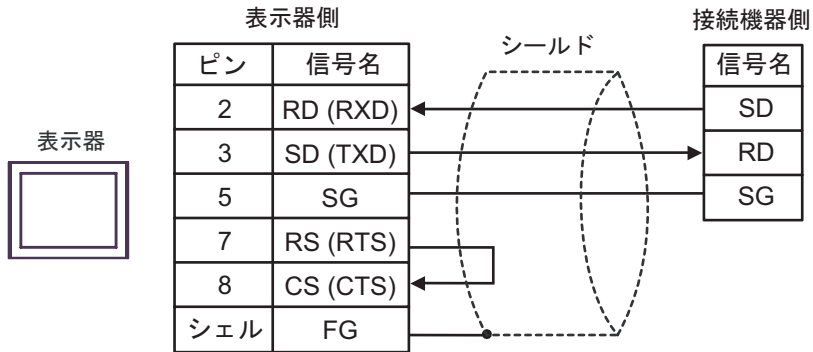 表示器側
接続機器側
シールド
ピン 信号名
信号名
2 RD (RXD)
SD
表示器
3 SD (TXD)
RD
5 SG
SG
7 RS (RTS)
8 CS (CTS)
シェル FG